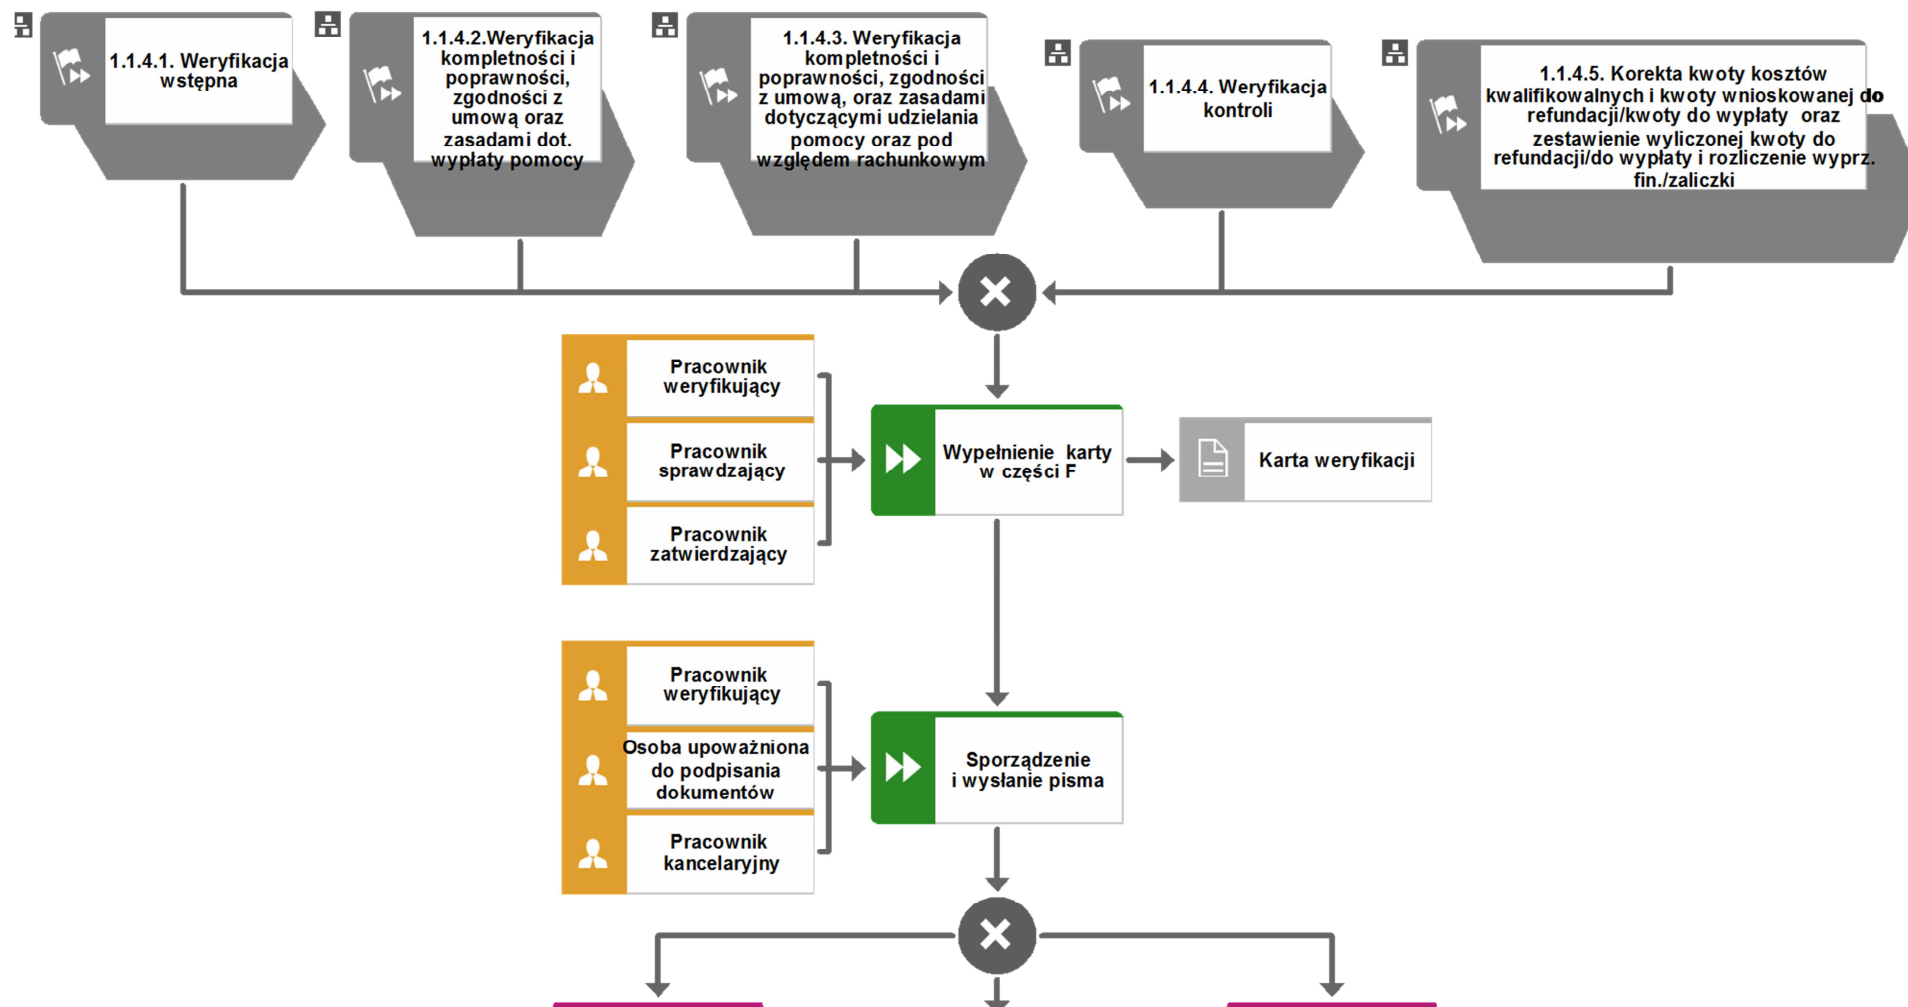 1.1.4.1. Weryfikacja
wstępna
1.1.4.2.Weryfikacja
kompletności i
poprawności,
zgodności z
umową oraz
zasadami dot.
wypłaty pomocy
1.1.4.3. Weryfikacja
kompletności i
poprawności, zgodności
z umową, oraz zasadami
dotyczącymi udzielania
pomocy oraz pod
względem rachunkowym
1.1.4.4. Weryfikacja
kontroli
1.1.4.5. Korekta kwoty kosztów
kwalifikowalnych i kwoty wnioskowanej do
refundacji/kwoty do wypłaty oraz
zestawienie wyliczonej kwoty do
refundacji/do wypłaty i rozliczenie wyprz.
fin./zaliczki
Pracownik
weryfikujący
Pracownik
sprawdzający
Pracownik
zatwierdzający
Wypełnienie karty
w części F
Karta weryfikacji
Pracownik
weryfikujący
Osoba upoważniona
do podpisania
dokumentów
Pracownik
kancelaryjny
Sporządzenie
i wysłanie pisma